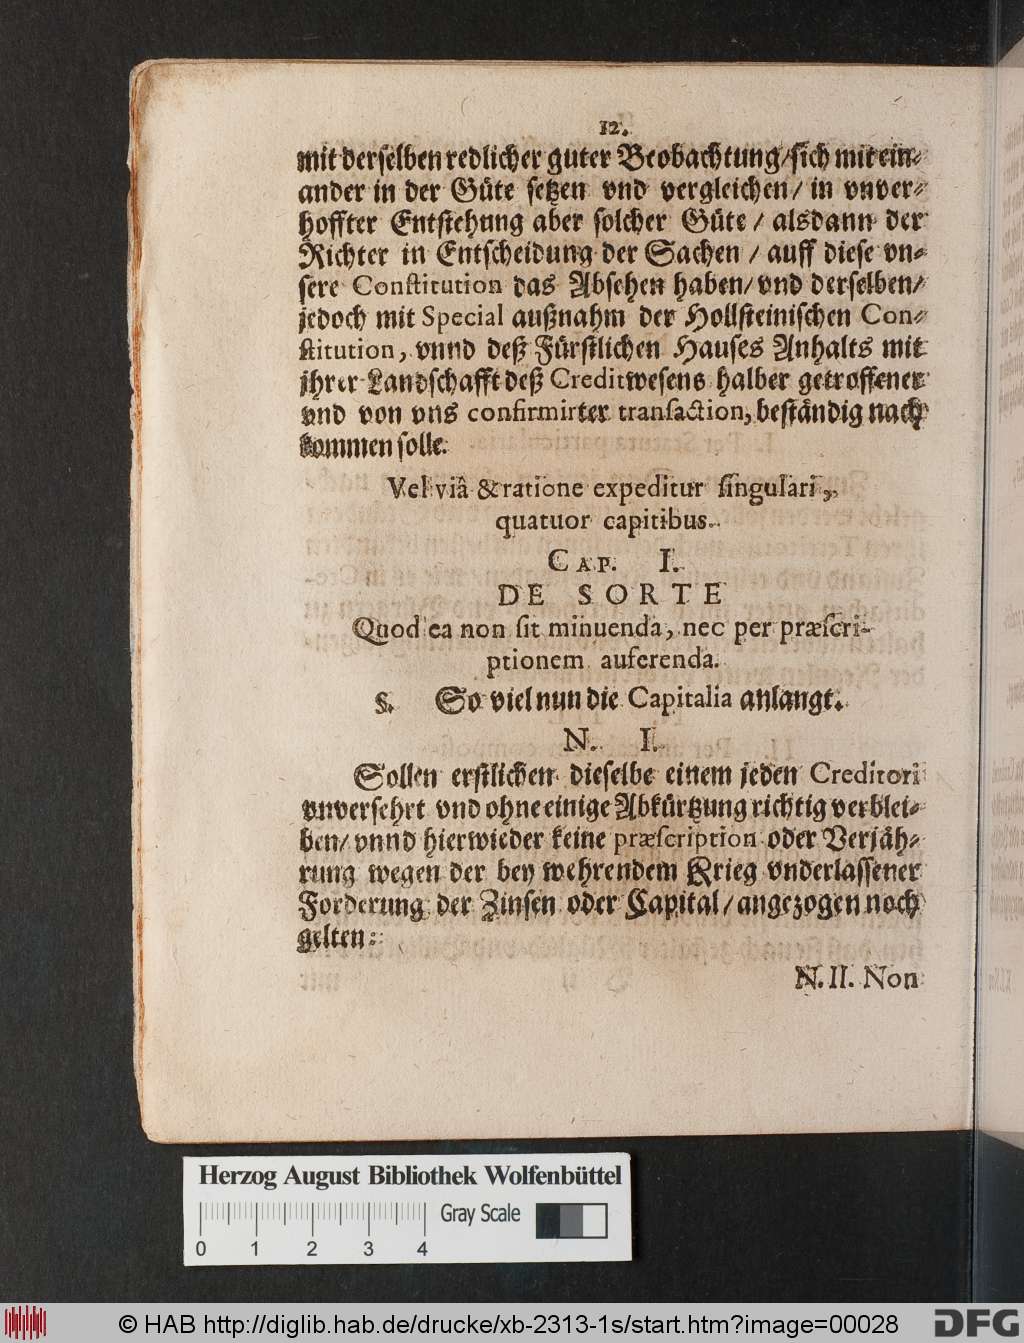 12.
mit derselben redlicher guter Beobachtung/sich mit ein⸗
ander in der Güte setzen vnd vergleichen/ in vnver⸗
hoffter Entstehung aber solcher Güte / alsdann der
Richter in Entscheidung der Sachen / auff diese vn⸗
sere Constitution das Absehen haben/ vnd derselben/
jedoch mit Special außnahm der Hollsteinischen Con⸗
stitution, vnnd deß Fürstlichen Hauses Anhalts mit
jhrer Landschafft deß Creditwesens halber getroffener
vnd von vns confirmirter transaction, beständig nach
kommen solle.
Vel viâ & ratione expeditur singulari,
quatuor capitibus.
CAP. I.
DE SORTE
Quod ea non sit minuenda, nec per præscri-
ptionem auferenda.
§. So viel nun die Capitalia anlangt.
N. I.
Sollen erstlichen dieselbe einem jeden Creditori
vnversehrt vnd ohne einige Abkürtzung richtig verblei⸗
ben/ vnnd hierwieder keine præscription oder Verjäh⸗
rung wegen der bey wehrendem Krieg vnderlassener
Forderung der Zinsen oder Capital/ angezogen noch
gelten:
N. II. Non
Herzog August Bibliothek Wolfenbüttel
Gray Scale
0 1 2 3 4
© HAB http://diglib.hab.de/drucke/xb-2313-1s/start.htm?image=00028
DFG